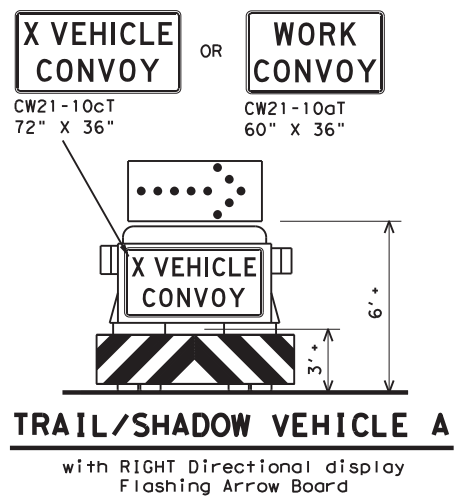 X VEHICLE
CONVOY
OR
WORK
CONVOY
CW21-10cT
72" X 36"
CW21-10aT
60" X 36"
X VEHICLE
CONVOY
6' +
3' +
TRAIL/SHADOW VEHICLE A
with RIGHT Directional display
Flashing Arrow Board